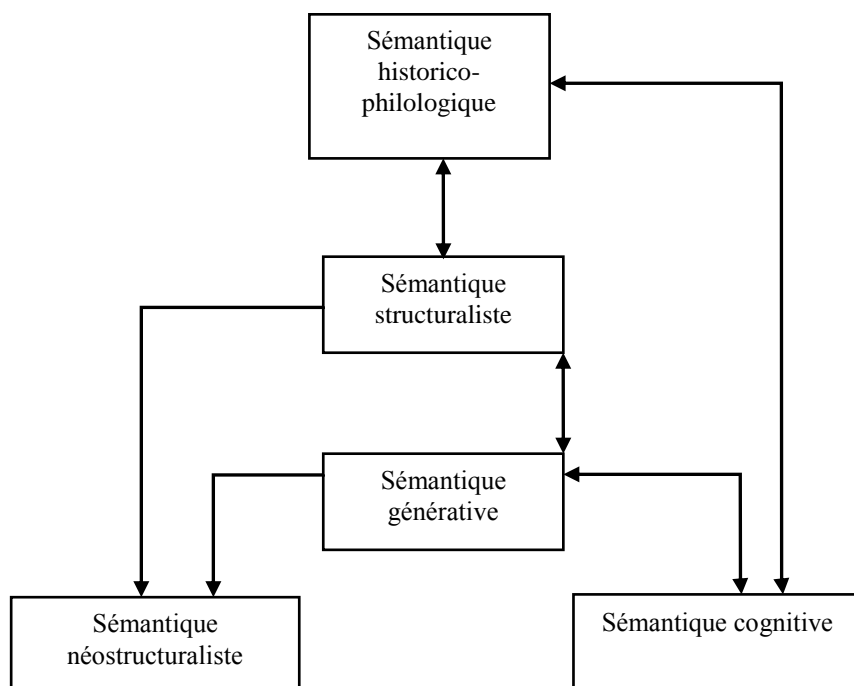 Sémantique
historico-
philologique
Sémantique
structuraliste
Sémantique
générative
Sémantique
néostructuraliste
Sémantique cognitive